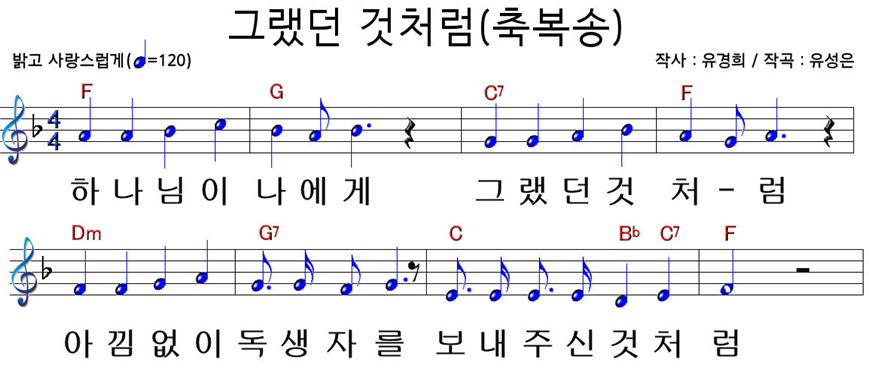 그랬던 것처럼(축복송)
밝고 사랑스럽게(♩=120)
작사 : 유경희 / 작곡 : 유성은
F G C7 F
4 4
하나님이 나에게 그랬던것 처-럼
Dm G7 C Bb C7 F
아낌없이독생자를 보내주신것처 럼